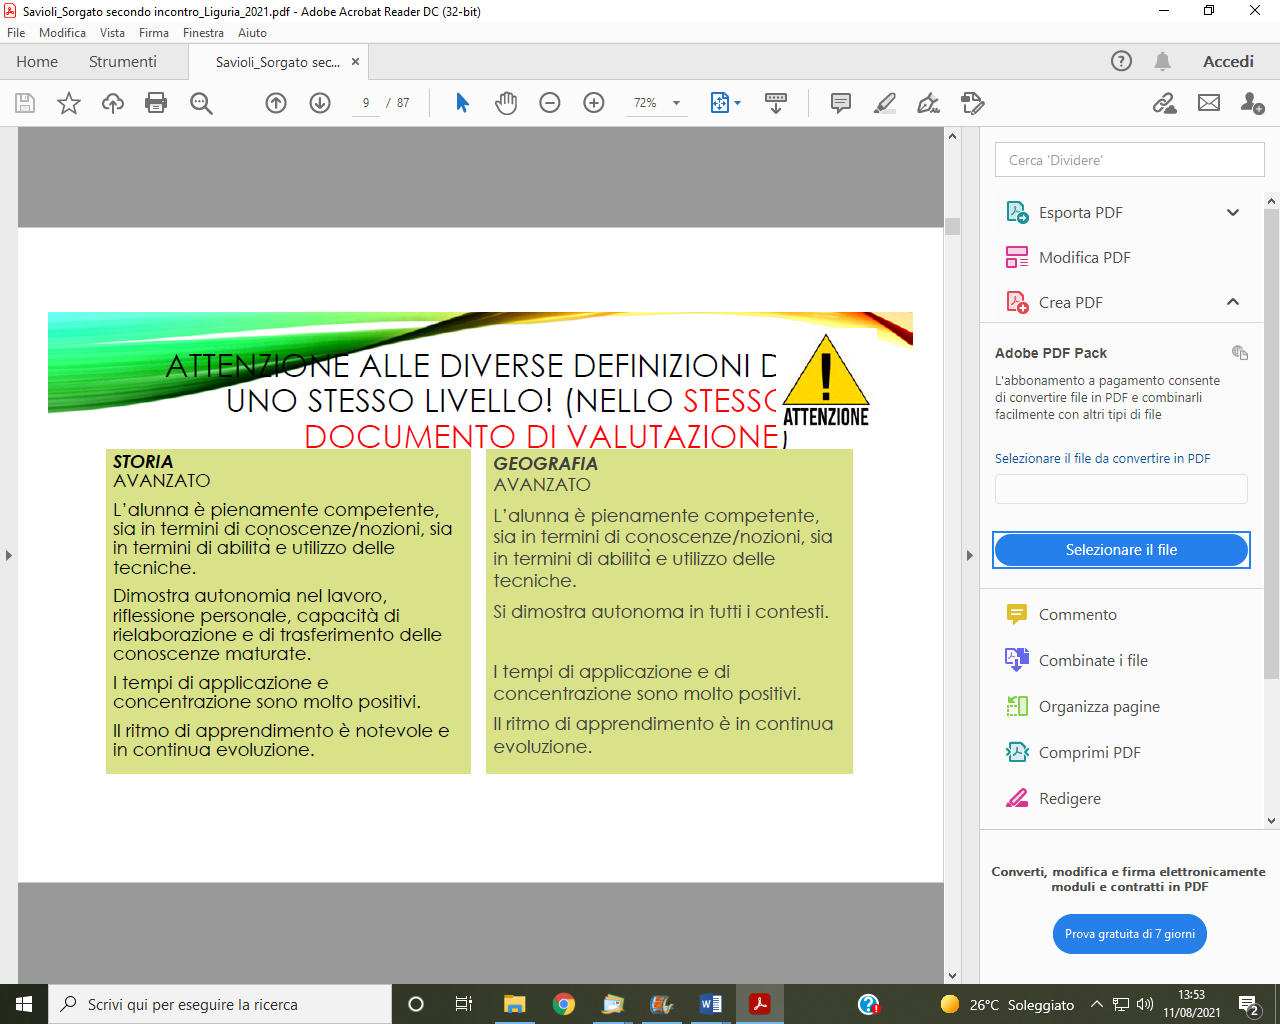 Savioli_Sorgato secondo incontro_Liguria_2021.pdf - Adobe Acrobat Reader DC (32-bit)
File Modifica Vista Firma Finestra Aiuto
Home Strumenti Savioli_Sorgato sec... × Accedi
9 / 87 72%
Cerca 'Dividere'
Esporta PDF
Modifica PDF
Crea PDF
Adobe PDF Pack
L'abbonamento a pagamento consente
di convertire file in PDF e combinarli
facilmente con altri tipi di file
Selezionare il file da convertire in PDF
Selezionare il file
Commento
Combinate i file
Organizza pagine
Comprimi PDF
Redigere
Converti, modifica e firma elettronicamente
moduli e contratti in PDF
Prova gratuita di 7 giorni
ATTENZIONE ALLE DIVERSE DEFINIZIONI D
UNO STESSO LIVELLO! (NELLO STESSO
DOCUMENTO DI VALUTAZIONE)
ATTENZIONE
STORIA
AVANZATO
L'alunna è pienamente competente,
sia in termini di conoscenze/nozioni, sia
in termini di abilità e utilizzo delle
tecniche.
Dimostra autonomia nel lavoro,
riflessione personale, capacità di
rielaborazione e di trasferimento delle
conoscenze maturate.
I tempi di applicazione e
concentrazione sono molto positivi.
Il ritmo di apprendimento è notevole e
in continua evoluzione.
GEOGRAFIA
AVANZATO
L'alunna è pienamente competente,
sia in termini di conoscenze/nozioni, sia
in termini di abilità e utilizzo delle
tecniche.
Si dimostra autonoma in tutti i contesti.
I tempi di applicazione e di
concentrazione sono molto positivi.
Il ritmo di apprendimento è in continua
evoluzione.
Scrivi qui per eseguire la ricerca
26°C Soleggiato
13:53
11/08/2021
2